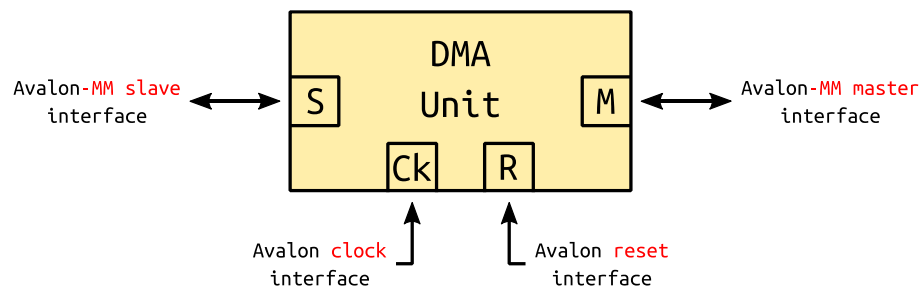 DMA
Unit
Avalon-MM slave
interface
S
M
Avalon-MM master
interface
Ck
R
Avalon clock
interface
Avalon reset
interface